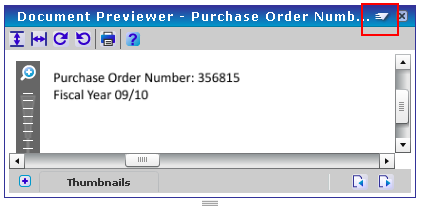 Document Previewer - Purchase Order Numb...
Purchase Order Number: 356815
Fiscal Year 09/10
Thumbnails